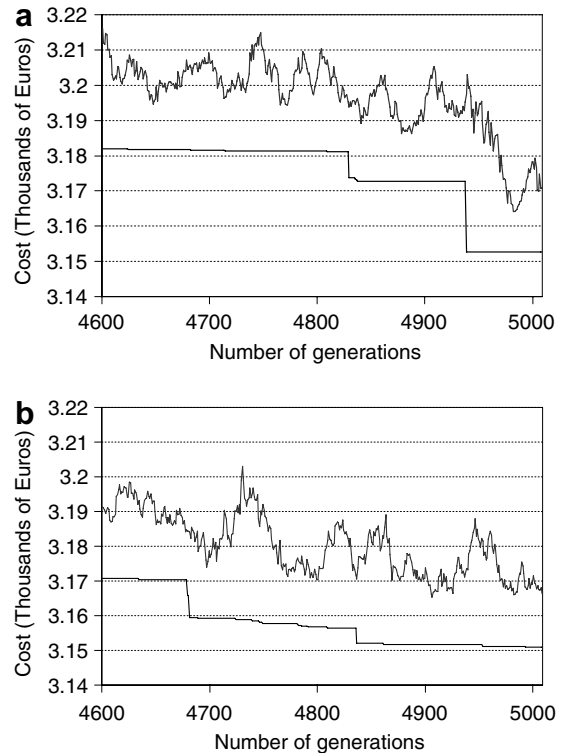 a
3.22
3.21
3.2
3.19
3.18
3.17
3.16
3.15
3.14
Cost (Thousands of Euros)
4600 4700 4800 4900 5000
Number of generations
b
3.22
3.21
3.2
3.19
3.18
3.17
3.16
3.15
3.14
Cost (Thousands of Euros)
4600 4700 4800 4900 5000
Number of generations